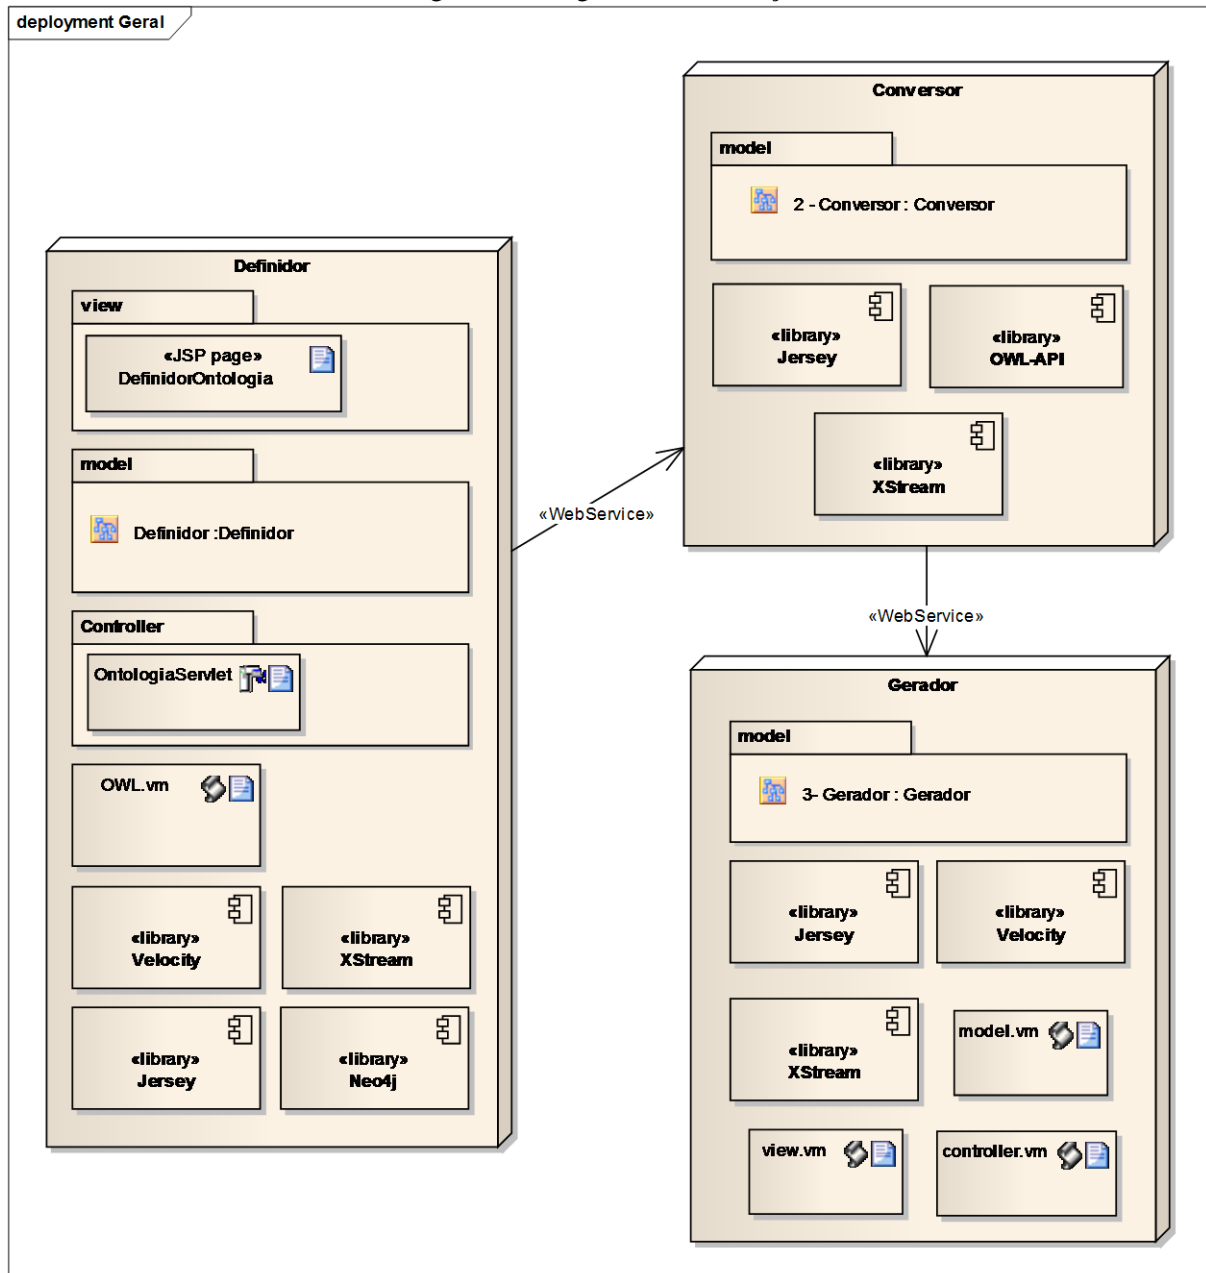 deployment Geral
Conversor
model
2 - Conversor : Conversor
«library»
Jersey
«library»
OWL-API
«library»
XStream
Definidor
view
«JSP page»
DefinidorOntologia
model
Definidor :Definidor
Controller
OntologiaServlet
OWL.vm
«library»
Velocity
«library»
XStream
«library»
Jersey
«library»
Neo4j
«WebService»
«WebService»
Gerador
model
3- Gerador : Gerador
«library»
Jersey
«library»
Velocity
«library»
XStream
model.vm
view.vm
controller.vm